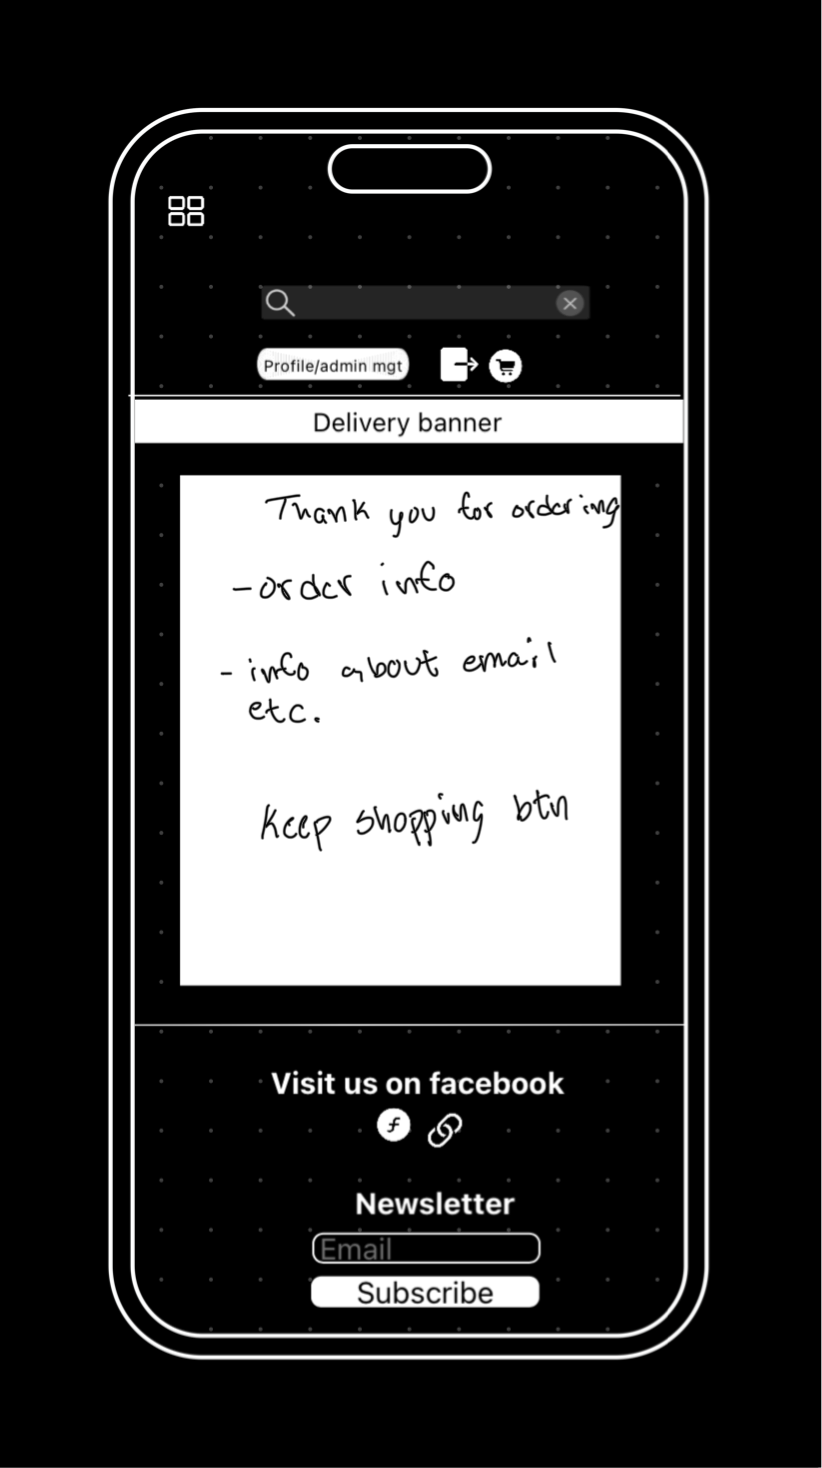 Profile/admin mgt
Delivery banner
Thank you for ordering
- order info
- info about email
etc.
Keep shopping btn
Visit us on facebook
f
Newsletter
Email
Subscribe